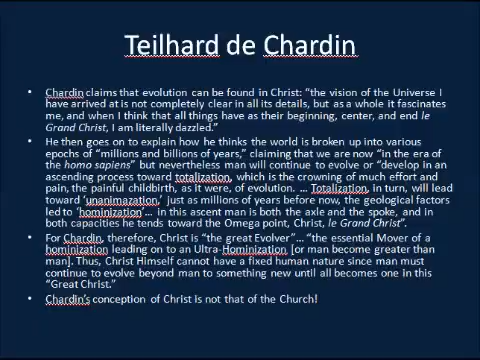 Teilhard de Chardin
• Chardin claims that evolution can be found in Christ: “the vision of the Universe I
have arrived at is not completely clear in all its details, but as a whole it fascinates
me, and when I think that all things have as their beginning, center, and end le
Grand Christ, I am literally dazzled.”
• He then goes on to explain how he thinks the world is broken up into various
epochs of “millions and billions of years,” claiming that we are now “in the era of
the homo sapiens” but nevertheless man will continue to evolve or “develop in an
ascending process toward totalization, which is the crowning of much effort and
pain, the painful childbirth, as it were, of evolution. … Totalization, in turn, will lead
toward ‘unanimazation,’ just as millions of years before now, the geological factors
led to ‘hominization’… in this ascent man is both the axle and the spoke, and in
both capacities he tends toward the Omega point, Christ, le Grand Christ”.
• For Chardin, therefore, Christ is “the great Evolver”… “the essential Mover of a
hominization leading on to an Ultra-Hominization [or man become greater than
man]. Thus, Christ Himself cannot have a fixed human nature since man must
continue to evolve beyond man to something new until all becomes one in this
“Great Christ.”
• Chardin’s conception of Christ is not that of the Church!